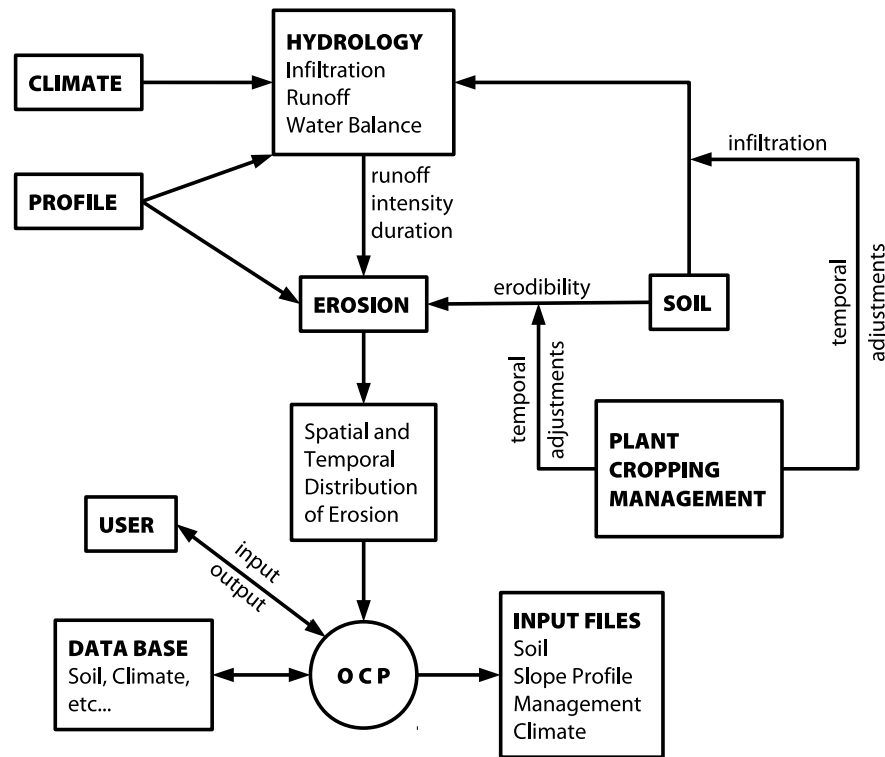 HYDROLOGY
Infiltration
Runoff
Water Balance
CLIMATE
infiltration
PROFILE
runoff
intensity
duration
EROSION
erodibility
SOIL
temporal
adjustments
temporal
adjustments
Spatial and
Temporal
Distribution
of Erosion
PLANT
CROPPING
MANAGEMENT
USER
input
output
DATA BASE
Soil, Climate,
etc...
O C P
INPUT FILES
Soil
Slope Profile
Management
Climate